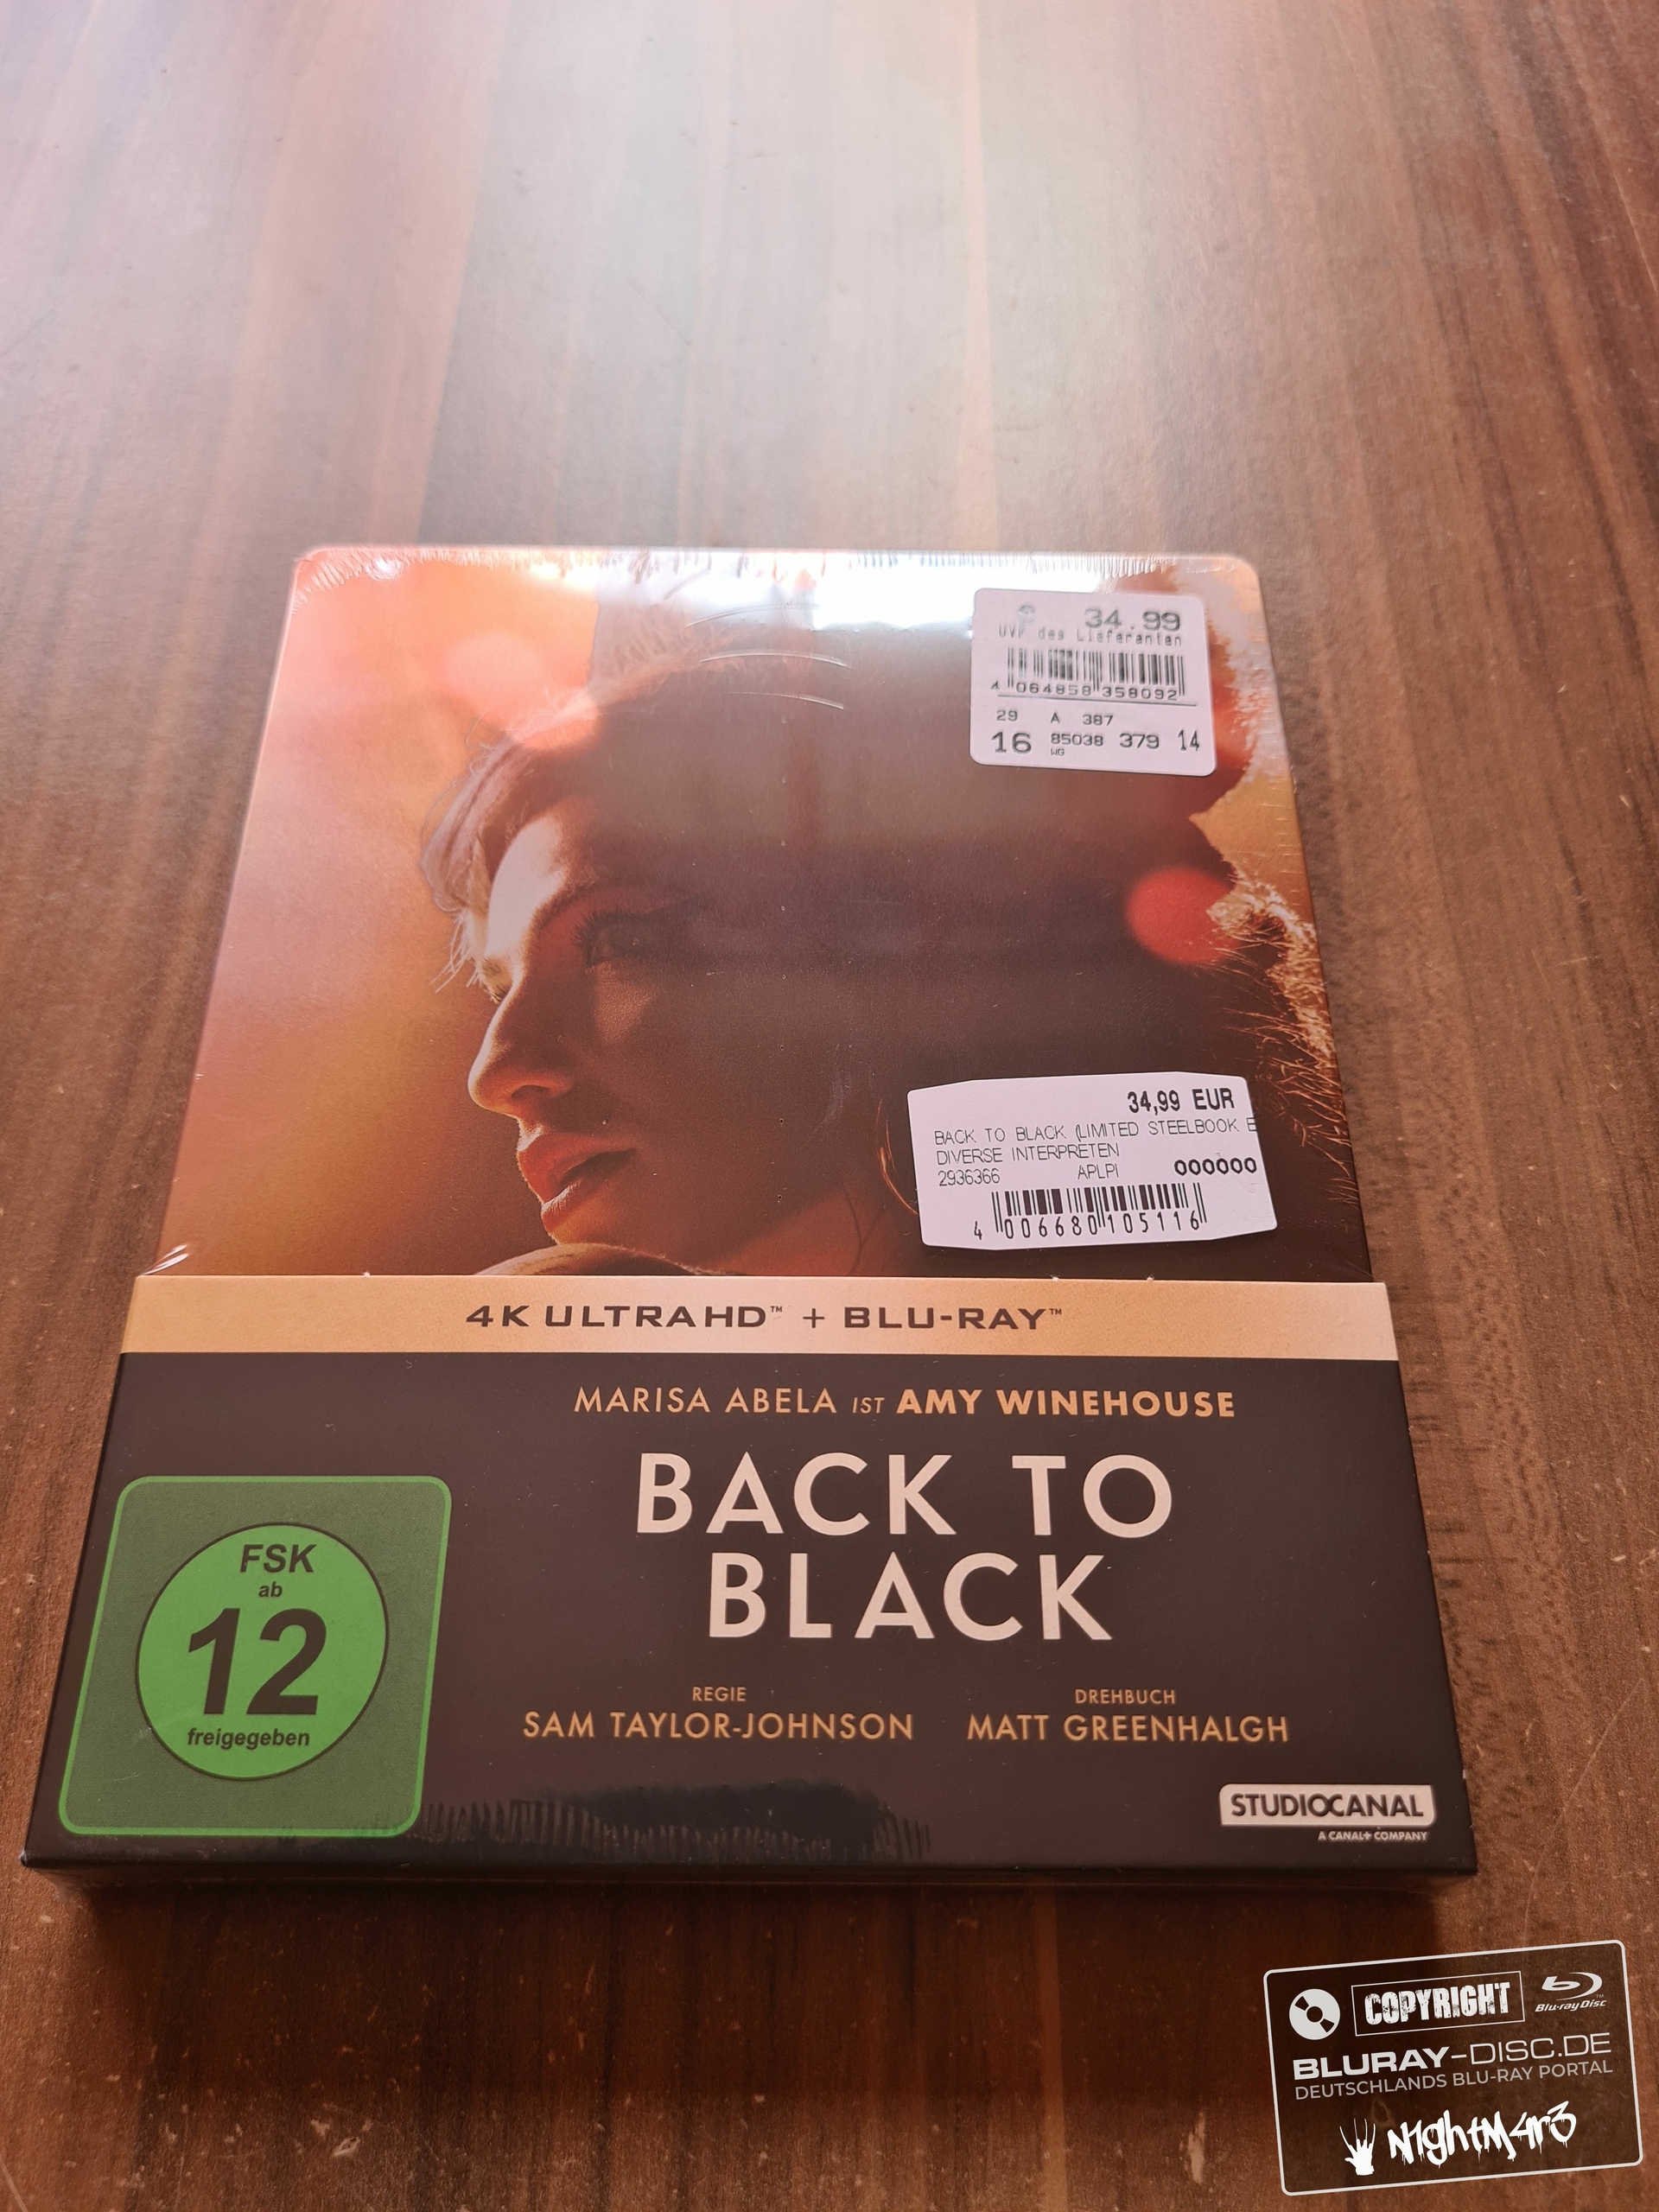 € 34.99
UVP des Lieferanten
4 064858 358092
29 A 387
16 85038 379 14
WG
34,99 EUR
BACK TO BLACK (LIMITED STEELBOOK E
DIVERSE INTERPRETEN
2936366 APLPI 000000
4 006680 105116
4K ULTRAHD™ + BLU-RAY™
MARISA ABELA IST AMY WINEHOUSE
BACK TO
BLACK
FSK
ab
12
freigegeben
REGIE
SAM TAYLOR-JOHNSON
DREHBUCH
MATT GREENHALGH
STUDIOCANAL
A CANAL+ COMPANY
COPYRIGHT
Blu-ray Disc™
BLURAY-DISC.DE
DEUTSCHLANDS BLU-RAY PORTAL
N1ghtM4r3